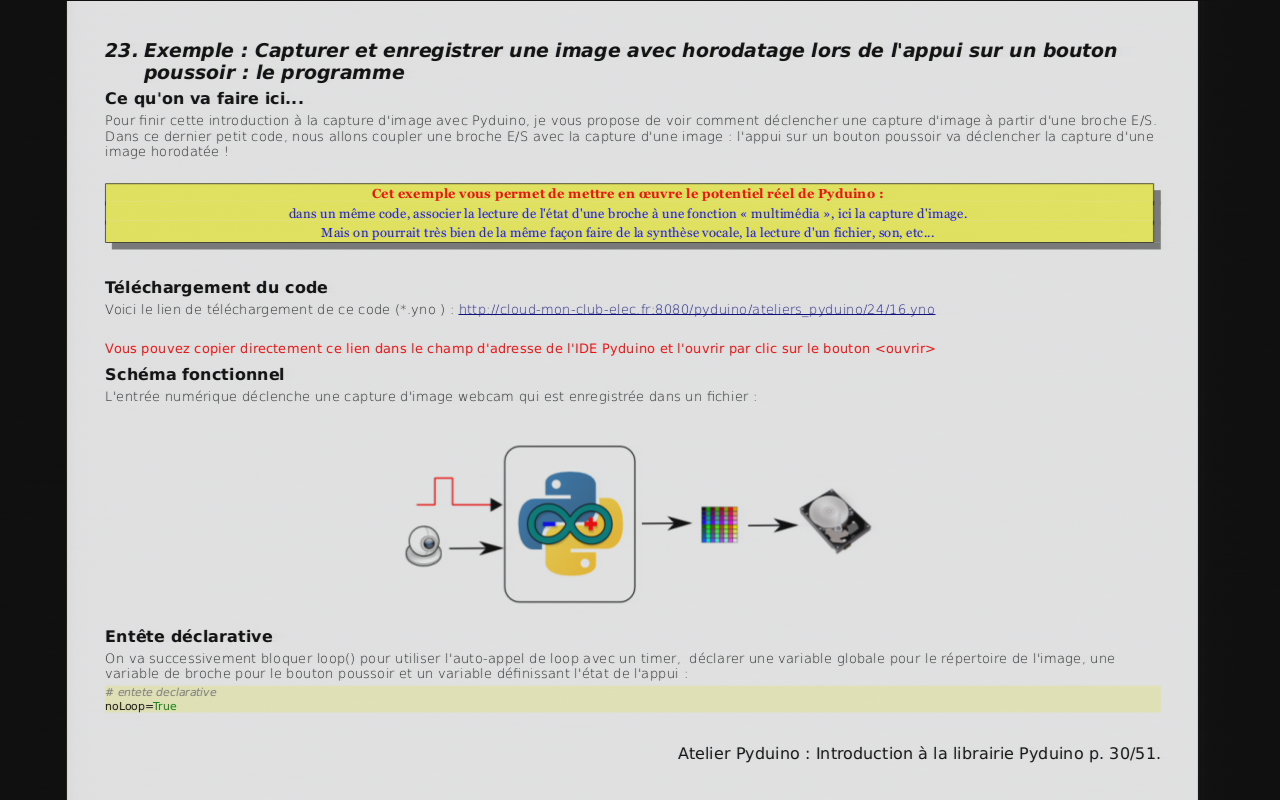 23. Exemple : Capturer et enregistrer une image avec horodatage lors de l'appui sur un bouton
poussoir : le programme
Ce qu'on va faire ici...
Pour finir cette introduction à la capture d'image avec Pyduino, je vous propose de voir comment déclencher une capture d'image à partir d'une broche E/S.
Dans ce dernier petit code, nous allons coupler une broche E/S avec la capture d'une image : l'appui sur un bouton poussoir va déclencher la capture d'une
image horodatée !
Cet exemple vous permet de mettre en œuvre le potentiel réel de Pyduino :
dans un même code, associer la lecture de l'état d'une broche à une fonction « multimédia », ici la capture d'image.
Mais on pourrait très bien de la même façon faire de la synthèse vocale, la lecture d'un fichier, son, etc...
Téléchargement du code
Voici le lien de téléchargement de ce code (*.yno ) : http://cloud-mon-club-elec.fr:8080/pyduino/ateliers_pyduino/24/16.yno
Vous pouvez copier directement ce lien dans le champ d'adresse de l'IDE Pyduino et l'ouvrir par clic sur le bouton <ouvrir>
Schéma fonctionnel
L'entrée numérique déclenche une capture d'image webcam qui est enregistrée dans un fichier :
Entête déclarative
On va successivement bloquer loop() pour utiliser l'auto-appel de loop avec un timer,  déclarer une variable globale pour le répertoire de l'image, une
variable de broche pour le bouton poussoir et un variable définissant l'état de l'appui :
# entete declarative
noLoop=True
Atelier Pyduino : Introduction à la librairie Pyduino p. 30/51.